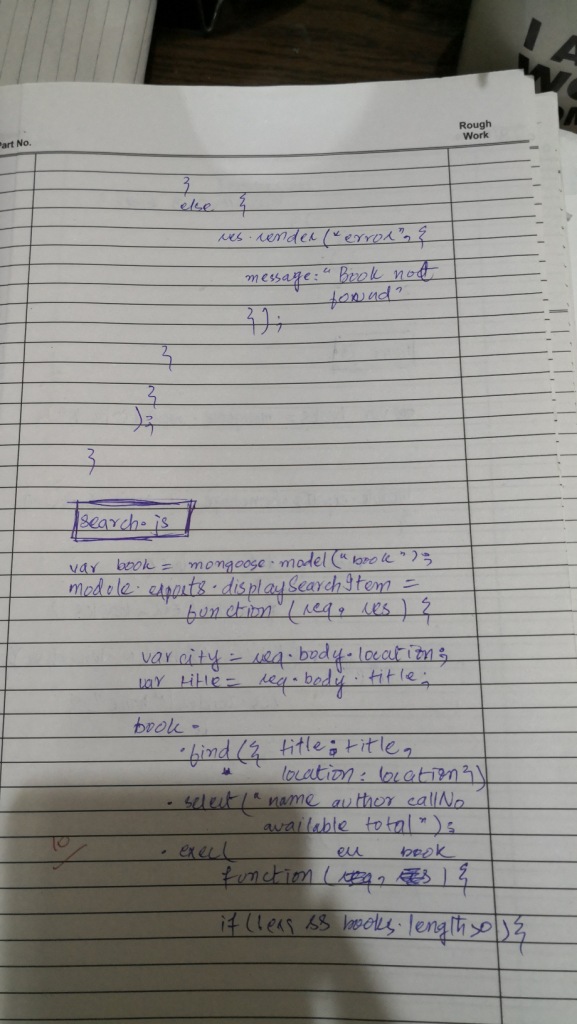 I A
Part No.
Rough
Work
}
else {
res.render("error", {
message: "Book not
found"
});
}
}
);
}
search.js
var book = mongoose.model("book");
module.exports.displaySearchItem =
function (req, res) {
var city = req.body.location;
var title = req.body.title;
book.
.find({ title: title,
location: location})
.select("name author callNo
available total");
10
.exec(
err book
function (req, res) {
if (!err && books.length>0) {